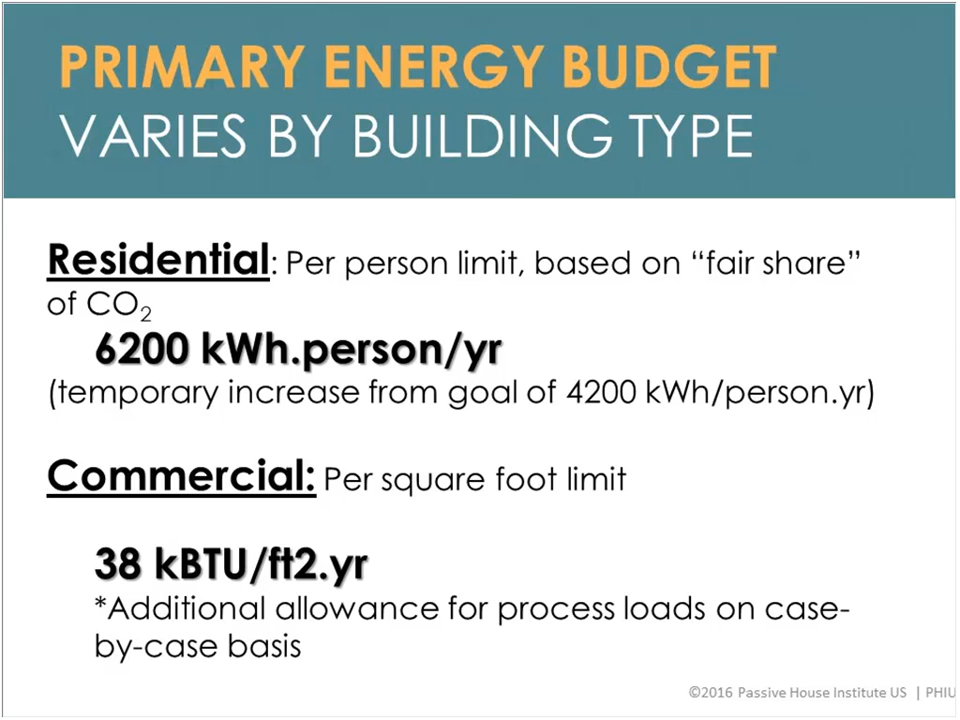 PRIMARY ENERGY BUDGET
VARIES BY BUILDING TYPE
Residential: Per person limit, based on “fair share”
of CO₂
6200 kWh.person/yr
(temporary increase from goal of 4200 kWh/person.yr)
Commercial: Per square foot limit
38 kBTU/ft2.yr
*Additional allowance for process loads on case-
by-case basis
©2016 Passive House Institute US | PHIU